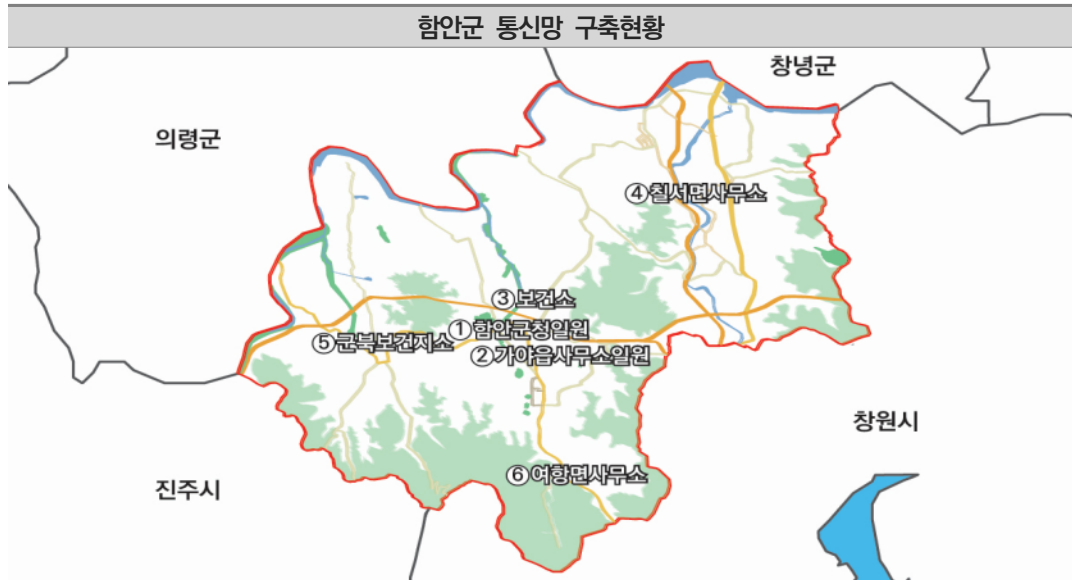 함안군 통신망 구축현황
창녕군
의령군
④칠서면사무소
③보건소
①함안군청일원
⑤군북보건지소
②가야읍사무소일원
창원시
⑥여항면사무소
진주시